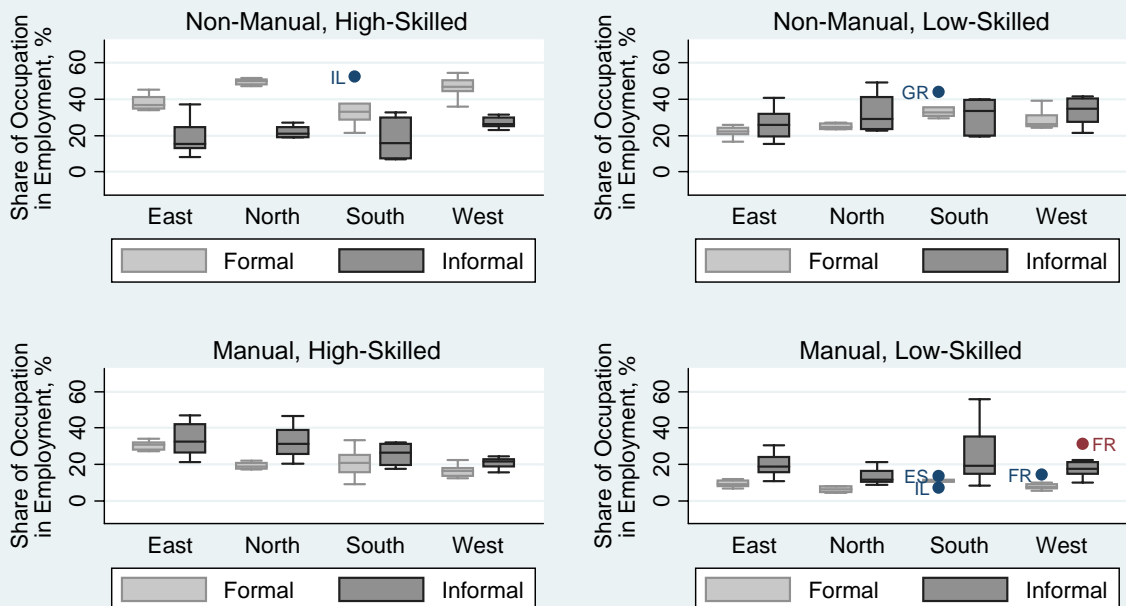 Non-Manual, High-Skilled
Share of Occupation
in Employment, %
60
40
20
0
IL
East North South West
Formal Informal
Non-Manual, Low-Skilled
Share of Occupation
in Employment, %
60
40
20
0
GR
East North South West
Formal Informal
Manual, High-Skilled
Share of Occupation
in Employment, %
60
40
20
0
East North South West
Formal Informal
Manual, Low-Skilled
Share of Occupation
in Employment, %
60
40
20
0
FR
ES
FR
IL
East North South West
Formal Informal